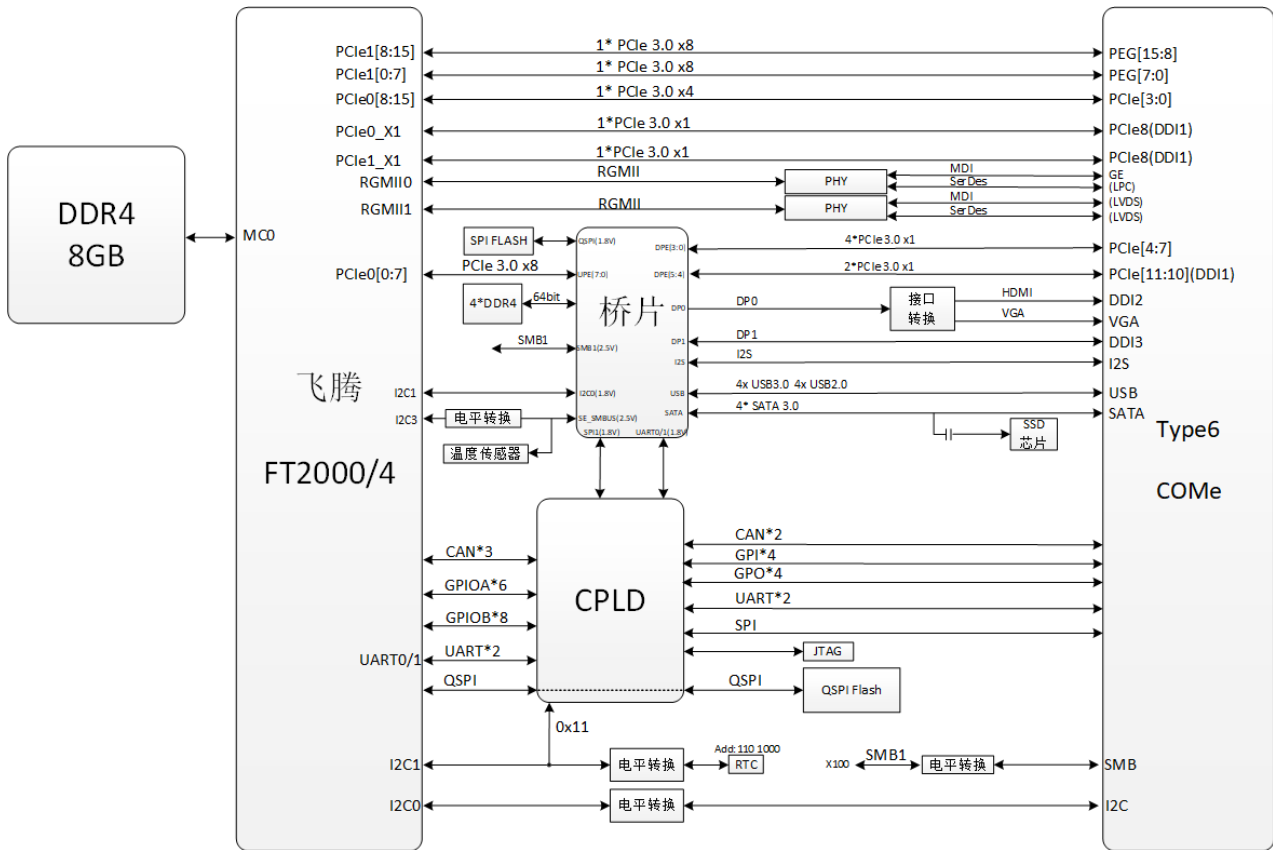 PCIe1[8:15]
1* PCIe 3.0 x8
PEG[15:8]
PCIe1[0:7]
1* PCIe 3.0 x8
PEG[7:0]
PCIe0[8:15]
1* PCIe 3.0 x4
PCIe[3:0]
PCIe0_X1
1*PCIe 3.0 x1
PCIe8(DDI1)
PCIe1_X1
1*PCIe 3.0 x1
PCIe8(DDI1)
RGMII0
RGMII
PHY
MDI
GE
SerDes
(LPC)
RGMII1
RGMII
PHY
MDI
(LVDS)
SerDes
(LVDS)
DDR4
8GB
MC0
SPI FLASH
QSPI(1.8V)
DPE(3:0)
4*PCIe3.0 x1
PCIe[4:7]
PCIe0[0:7]
PCIe 3.0 x8
UPE(7:0)
DPE(5:4)
2*PCIe3.0 x1
PCIe[11:10](DDI1)
4*DDR4
64bit
桥片
DP0
DP0
接口
转换
HDMI
DDI2
VGA
VGA
SMB1
SMB1(2.5V)
DP1
DP1
DDI3
I2S
I2S
I2S
飞腾
FT2000/4
I2C1
I2C0(1.8V)
USB
4x USB3.0 4x USB2.0
USB
I2C3
电平转换
SE_SMBUS(2.5V)
SATA
4* SATA 3.0
SATA
SPI1(1.8V)
UART0/1(1.8V)
温度传感器
SSD
芯片
Type6
COMe
CPLD
CAN*3
CAN*2
GPI*4
GPIOA*6
GPO*4
GPIOB*8
UART*2
SPI
UART0/1
UART*2
JTAG
QSPI
QSPI
QSPI Flash
0x11
I2C1
电平转换
Add: 110 1000
RTC
X100
SMB1
电平转换
SMB
I2C0
电平转换
I2C